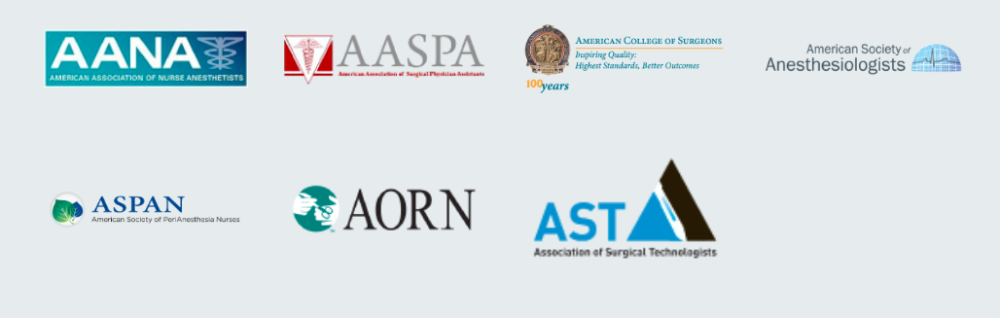 AANA
AMERICAN ASSOCIATION OF NURSE ANESTHETISTS
AASPA
American Association of Surgical Physician Assistants
AMERICAN COLLEGE OF SURGEONS
Inspiring Quality:
Highest Standards, Better Outcomes
100years
American Society of
Anesthesiologists
ASPAN
American Society of PeriAnesthesia Nurses
AORN
AST
Association of Surgical Technologists